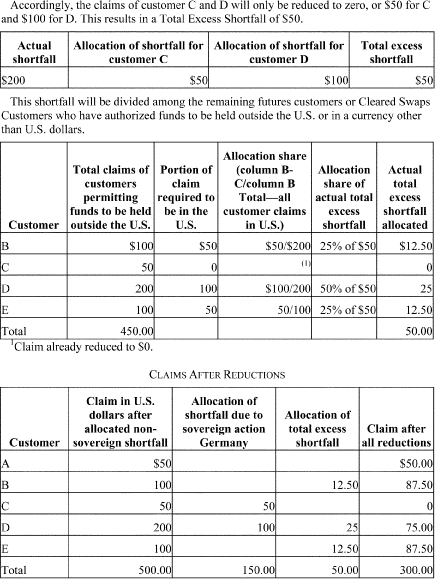 Accordingly, the claims of customer C and D will only be reduced to zero, or $50 for C
and $100 for D. This results in a Total Excess Shortfall of $50.
Actual shortfall | Allocation of shortfall for customer C | Allocation of shortfall for customer D | Total excess shortfall
$200 | $50 | $100 | $50
This shortfall will be divided among the remaining futures customers or Cleared Swaps
Customers who have authorized funds to be held outside the U.S. or in a currency other
than U.S. dollars.
Customer | Total claims of customers permitting funds to be held outside the U.S. | Portion of claim required to be in the U.S. | Allocation share (column B-C/column B Total—all customer claims in U.S.) | Allocation share of actual total excess shortfall | Actual total excess shortfall allocated
B | $100 | $50 | $50/$200 | 25% of $50 | $12.50
C | 50 | 0 | (1) | | 0
D | 200 | 100 | $100/200 | 50% of $50 | 25
E | 100 | 50 | 50/100 | 25% of $50 | 12.50
Total | 450.00 | | | | 50.00
1Claim already reduced to $0.
CLAIMS AFTER REDUCTIONS
Customer | Claim in U.S. dollars after allocated non-sovereign shortfall | Allocation of shortfall due to sovereign action Germany | Allocation of total excess shortfall | Claim after all reductions
A | $50 | | | $50.00
B | 100 | | 12.50 | 87.50
C | 50 | 50 | | 0
D | 200 | 100 | 25 | 75.00
E | 100 | | 12.50 | 87.50
Total | 500.00 | 150.00 | 50.00 | 300.00